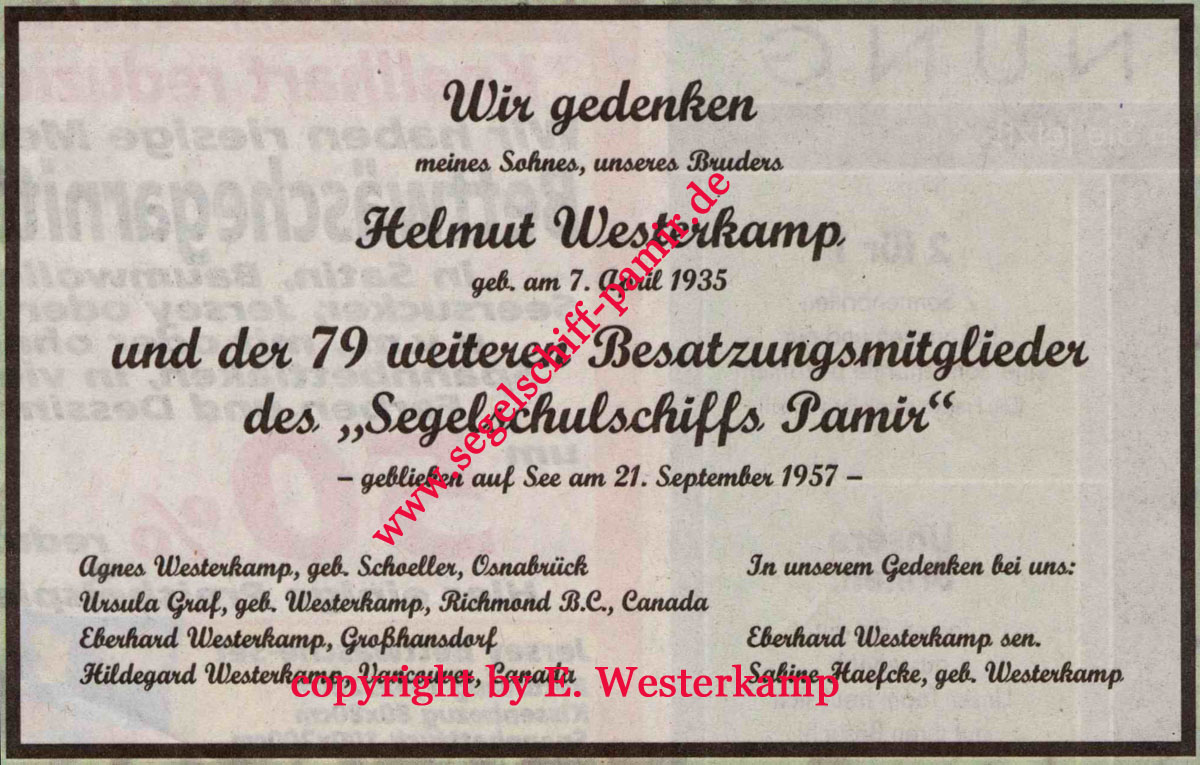 Wir gedenken
meines Sohnes, unseres Bruders
Helmut Westerkamp
geb. am 7. April 1935
und der 79 weiteren Besatzungsmitglieder
des „Segelschulschiffs Pamir“
– geblieben auf See am 21. September 1957 –
www.segelschiff-pamir.de
Agnes Westerkamp, geb. Schoeller, Osnabrück
Ursula Graf, geb. Westerkamp, Richmond B.C., Canada
Eberhard Westerkamp, Großhansdorf
Hildegard Westerkamp, Vancouver, Canada
In unserem Gedenken bei uns:
Eberhard Westerkamp sen.
Sabine Haefcke, geb. Westerkamp
copyright by E. Westerkamp